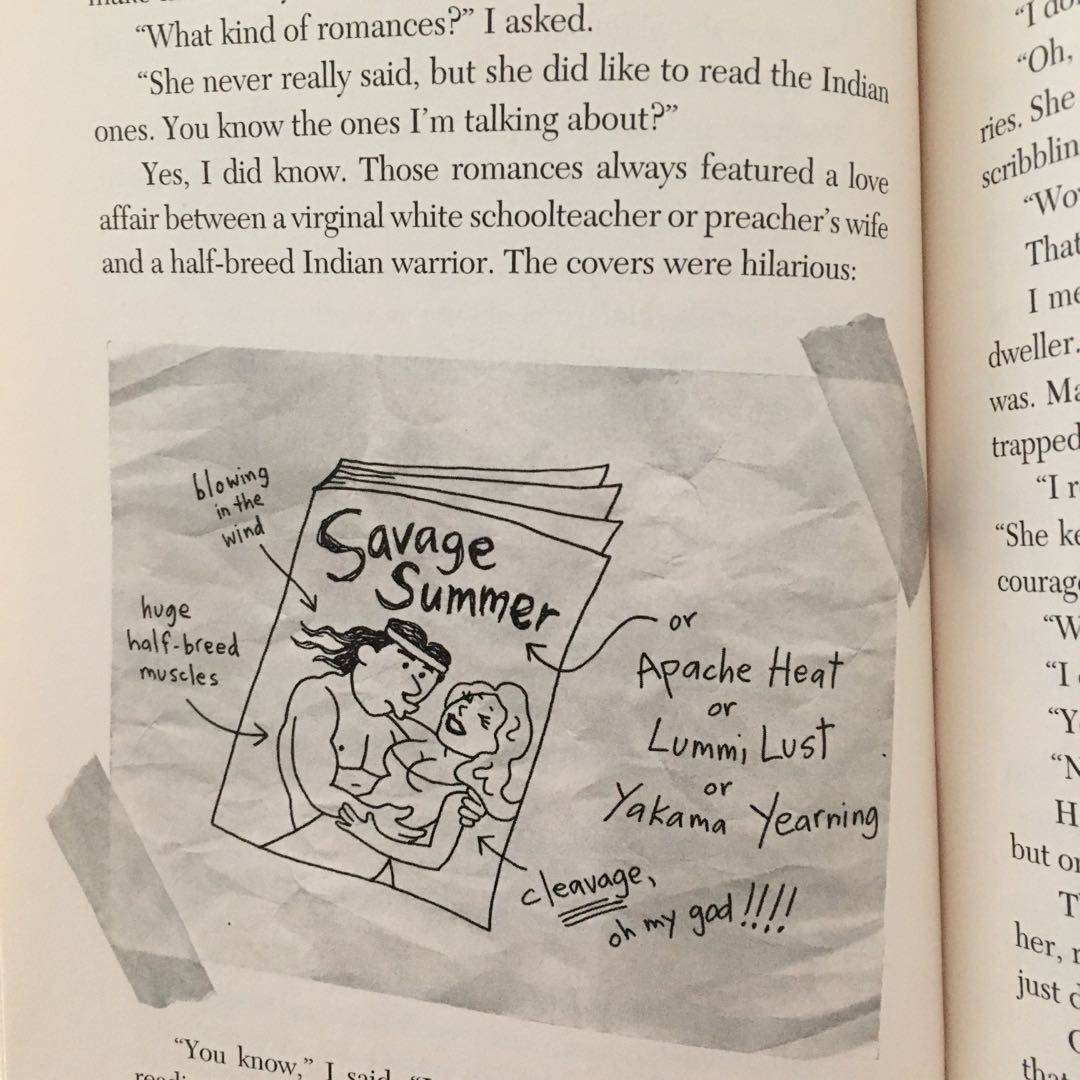 "What kind of romances?" I asked.
"She never really said, but she did like to read the Indian
ones. You know the ones I'm talking about?"
Yes, I did know. Those romances always featured a love
affair between a virginal white schoolteacher or preacher's wife
and a half-breed Indian warrior. The covers were hilarious:
blowing
in the
wind
Savage
Summer
huge
half-breed
muscles
or
Apache Heat
or
Lummi Lust
or
Yakama Yearning
cleavage,
oh my god!!!!
"You know," I said,
"Oh,
ries. She
That
I me
dweller.
was. Ma
trapped
"I r
"She ke
courag
"W
"I
"Y
"N
H
but or
T
her, r
just d